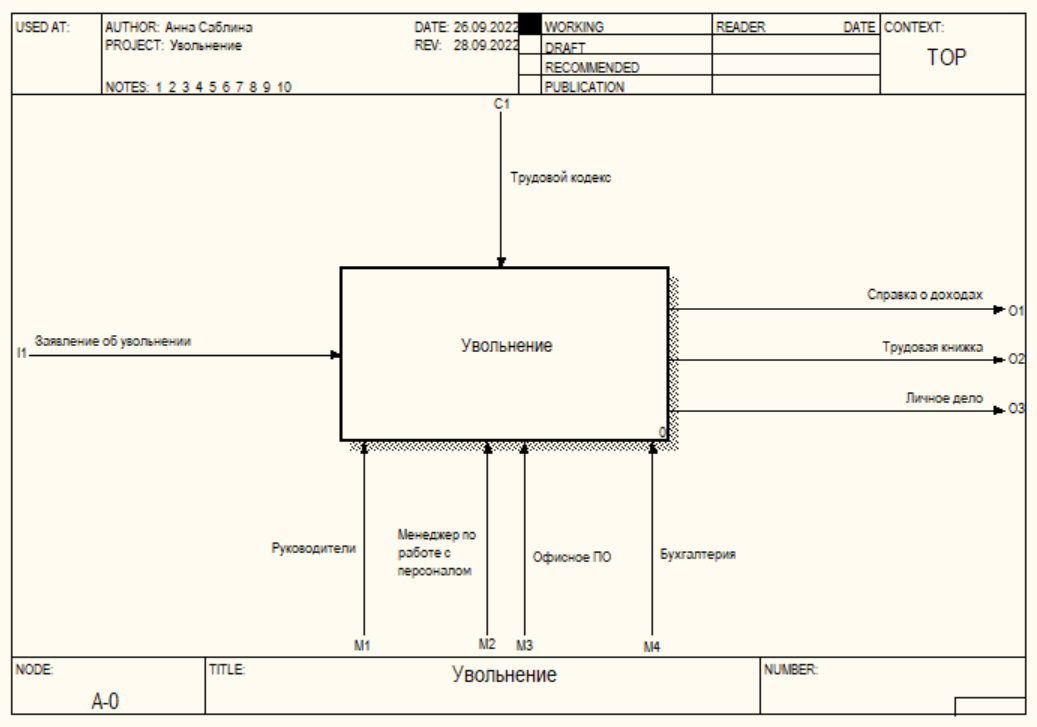 USED AT:
AUTHOR: Анна Саблина
DATE: 26.09.2022
WORKING
READER
DATE
CONTEXT:
PROJECT: Увольнение
REV: 28.09.2022
DRAFT
TOP
RECOMMENDED
NOTES: 1 2 3 4 5 6 7 8 9 10
PUBLICATION
C1
Трудовой кодекс
Справка о доходах
O1
Заявление об увольнении
I1
Увольнение
Трудовая книжка
O2
Личное дело
O3
0
Руководители
Менеджер по
работе с
персоналом
Офисное ПО
Бухгалтерия
M1
M2
M3
M4
NODE:
TITLE:
Увольнение
NUMBER:
A-0